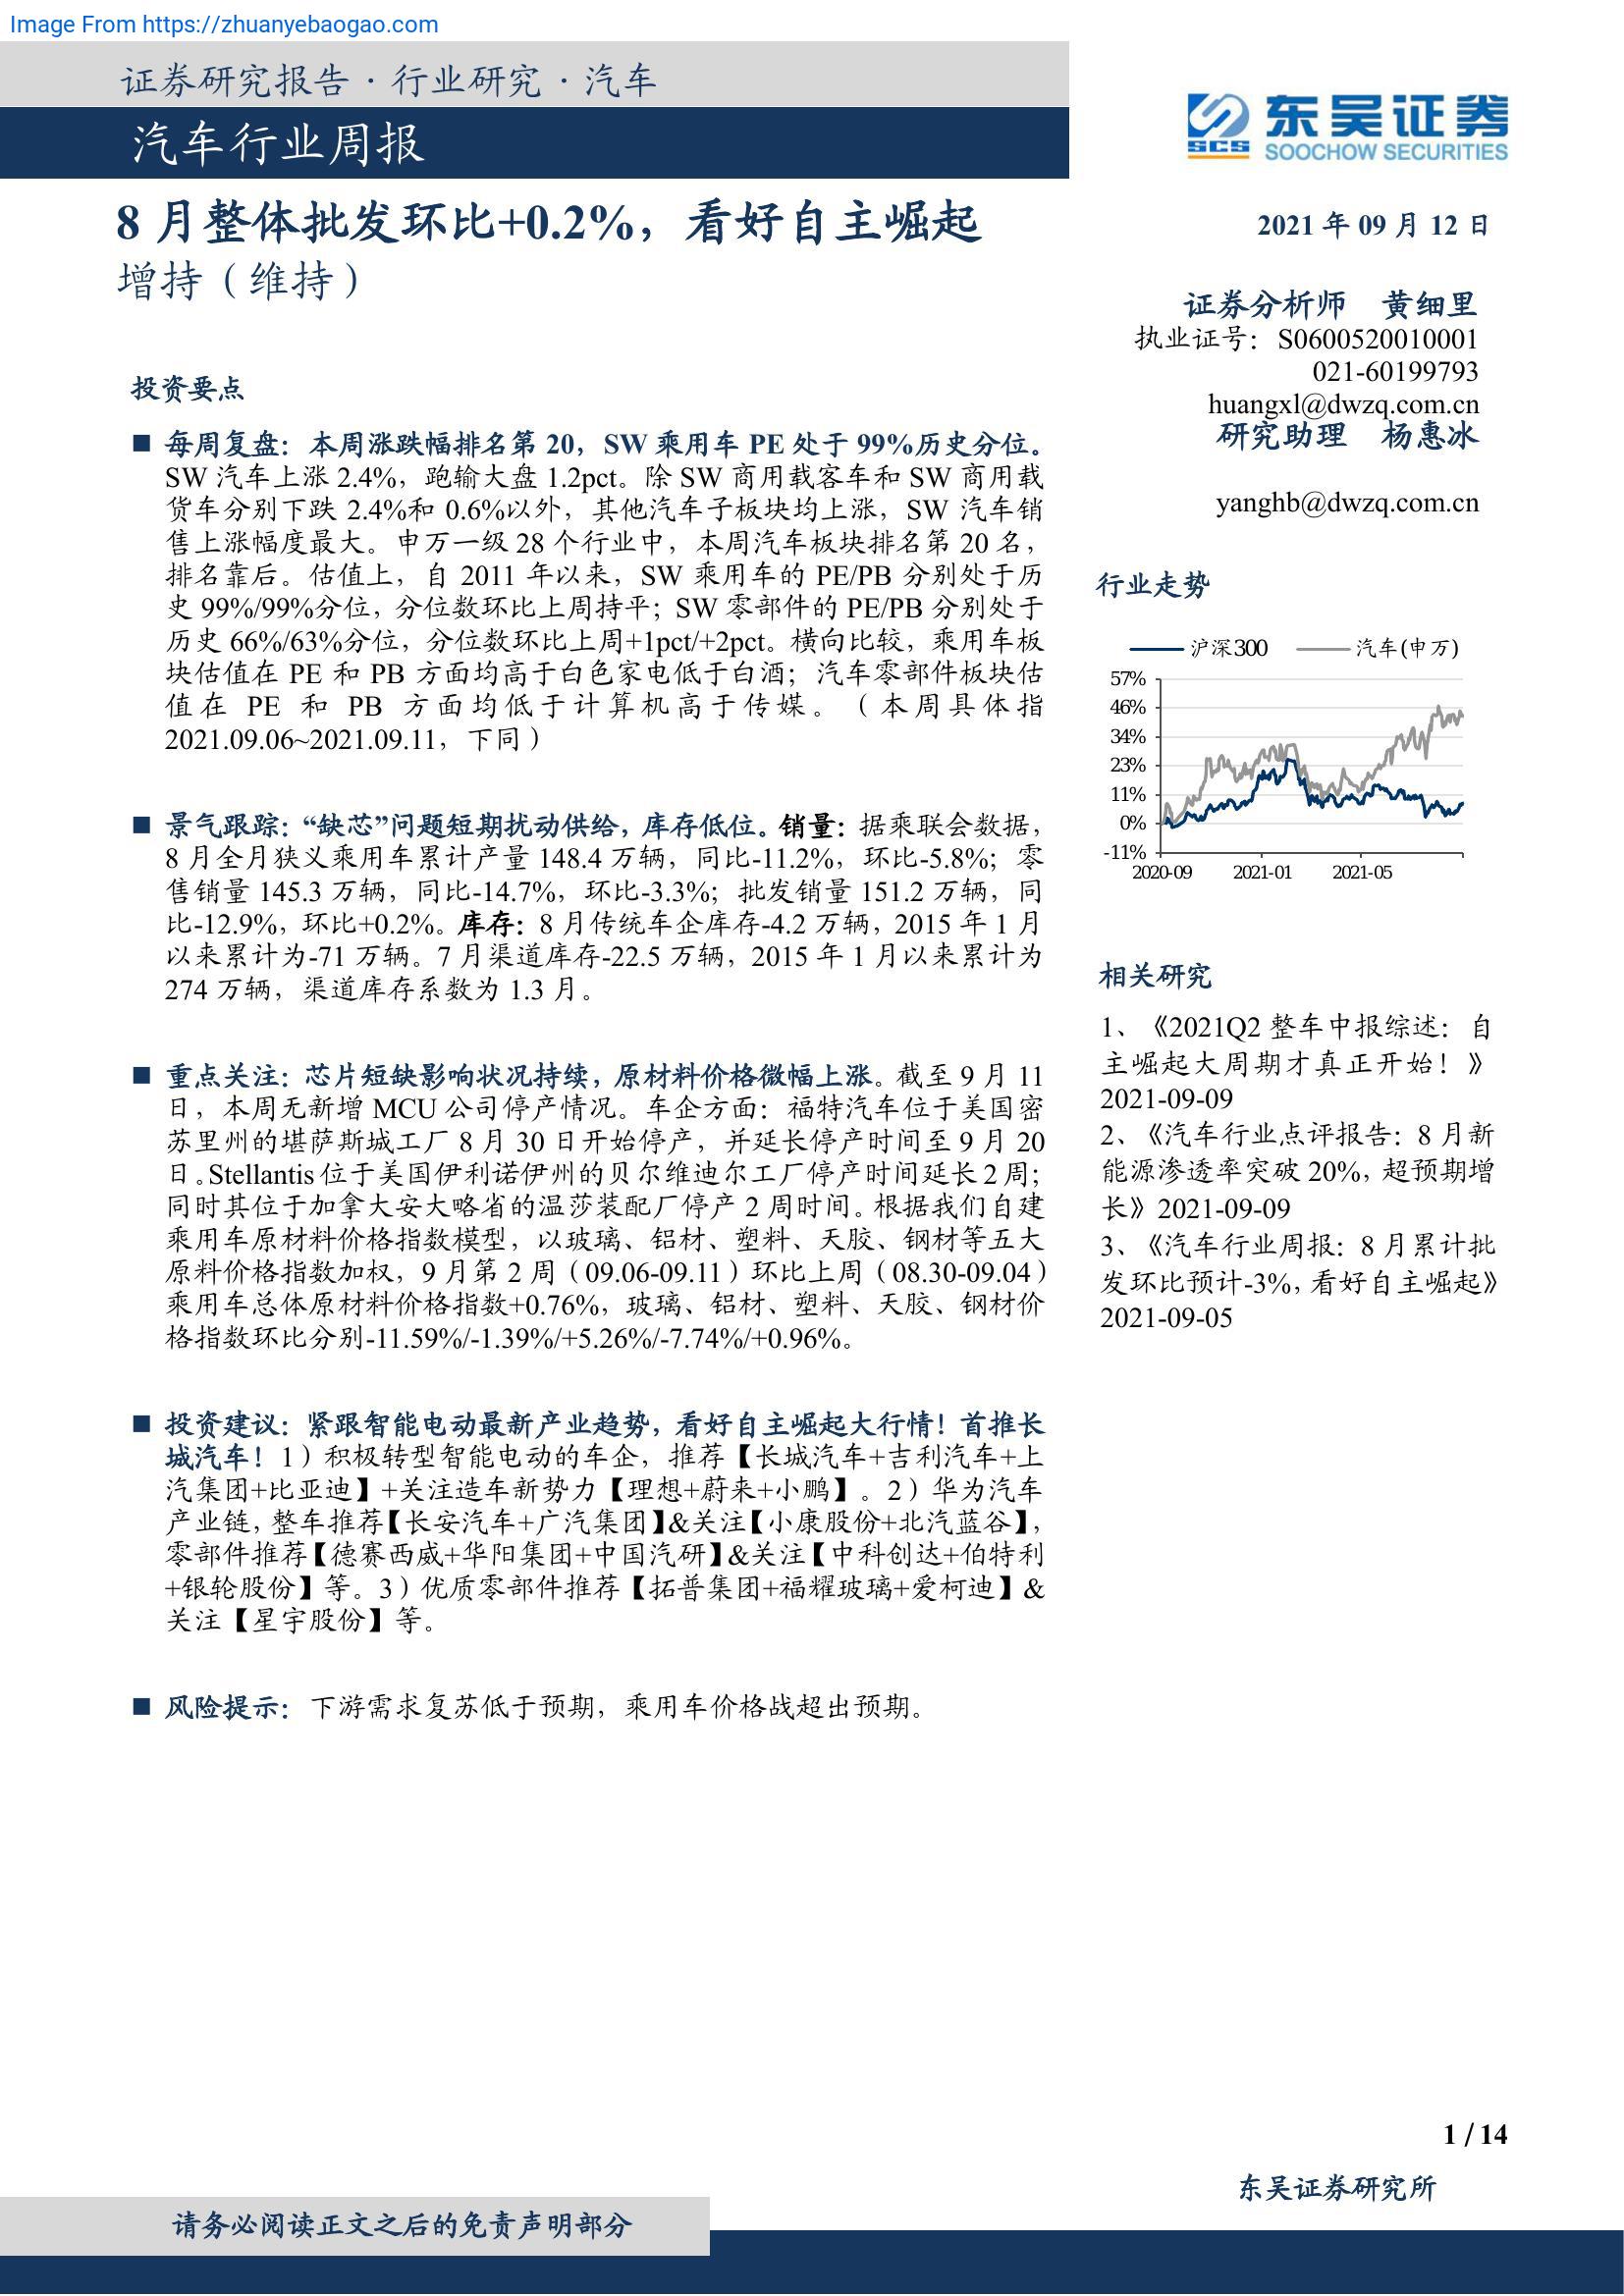 Image From https://zhuanyebaogao.com
证券研究报告·行业研究·汽车
汽车行业周报
东吴证券
SCS SOOCHOW SECURITIES
8 月整体批发环比+0.2%，看好自主崛起
增持（维持）
2021 年 09 月 12 日
证券分析师 黄细里
执业证号：S0600520010001
021-60199793
huangxl@dwzq.com.cn
研究助理 杨惠冰
yanghb@dwzq.com.cn
投资要点
■ 每周复盘：本周涨跌幅排名第 20，SW 乘用车 PE 处于 99%历史分位。
SW 汽车上涨 2.4%，跑输大盘 1.2pct。除 SW 商用载客车和 SW 商用载
货车分别下跌 2.4%和 0.6%以外，其他汽车子板块均上涨，SW 汽车销
售上涨幅度最大。申万一级 28 个行业中，本周汽车板块排名第 20 名，
排名靠后。估值上，自 2011 年以来，SW 乘用车的 PE/PB 分别处于历
史 99%/99%分位，分位数环比上周持平；SW 零部件的 PE/PB 分别处于
历史 66%/63%分位，分位数环比上周+1pct/+2pct。横向比较，乘用车板
块估值在 PE 和 PB 方面均高于白色家电低于白酒；汽车零部件板块估
值在 PE 和 PB 方面均低于计算机高于传媒。（本周具体指
2021.09.06~2021.09.11，下同）
■ 景气跟踪：“缺芯”问题短期扰动供给，库存低位。销量：据乘联会数据，
8 月全月狭义乘用车累计产量 148.4 万辆，同比-11.2%，环比-5.8%；零
售销量 145.3 万辆，同比-14.7%，环比-3.3%；批发销量 151.2 万辆，同
比-12.9%，环比+0.2%。库存：8 月传统车企库存-4.2 万辆，2015 年 1 月
以来累计为-71 万辆。7 月渠道库存-22.5 万辆，2015 年 1 月以来累计为
274 万辆，渠道库存系数为 1.3 月。
■ 重点关注：芯片短缺影响状况持续，原材料价格微幅上涨。截至 9 月 11
日，本周无新增 MCU 公司停产情况。车企方面：福特汽车位于美国密
苏里州的堪萨斯城工厂 8 月 30 日开始停产，并延长停产时间至 9 月 20
日。Stellantis 位于美国伊利诺伊州的贝尔维迪尔工厂停产时间延长 2 周；
同时其位于加拿大安大略省的温莎装配厂停产 2 周时间。根据我们自建
乘用车原材料价格指数模型，以玻璃、铝材、塑料、天胶、钢材等五大
原料价格指数加权，9 月第 2 周（09.06-09.11）环比上周（08.30-09.04）
乘用车总体原材料价格指数+0.76%，玻璃、铝材、塑料、天胶、钢材价
格指数环比分别-11.59%/-1.39%/+5.26%/-7.74%/+0.96%。
■ 投资建议：紧跟智能电动最新产业趋势，看好自主崛起大行情！首推长
城汽车！1）积极转型智能电动的车企，推荐【长城汽车+吉利汽车+上
汽集团+比亚迪】+关注造车新势力【理想+蔚来+小鹏】。2）华为汽车
产业链，整车推荐【长安汽车+广汽集团】&关注【小康股份+北汽蓝谷】，
零部件推荐【德赛西威+华阳集团+中国汽研】&关注【中科创达+伯特利
+银轮股份】等。3）优质零部件推荐【拓普集团+福耀玻璃+爱柯迪】&
关注【星宇股份】等。
■ 风险提示：下游需求复苏低于预期，乘用车价格战超出预期。
行业走势
沪深300 汽车(申万)
57%
46%
34%
23%
11%
0%
-11%
2020-09 2021-01 2021-05
相关研究
1、《2021Q2 整车中报综述：自
主崛起大周期才真正开始！》
2021-09-09
2、《汽车行业点评报告：8 月新
能源渗透率突破 20%，超预期增
长》2021-09-09
3、《汽车行业周报：8 月累计批
发环比预计-3%，看好自主崛起》
2021-09-05
1 / 14
东吴证券研究所
请务必阅读正文之后的免责声明部分